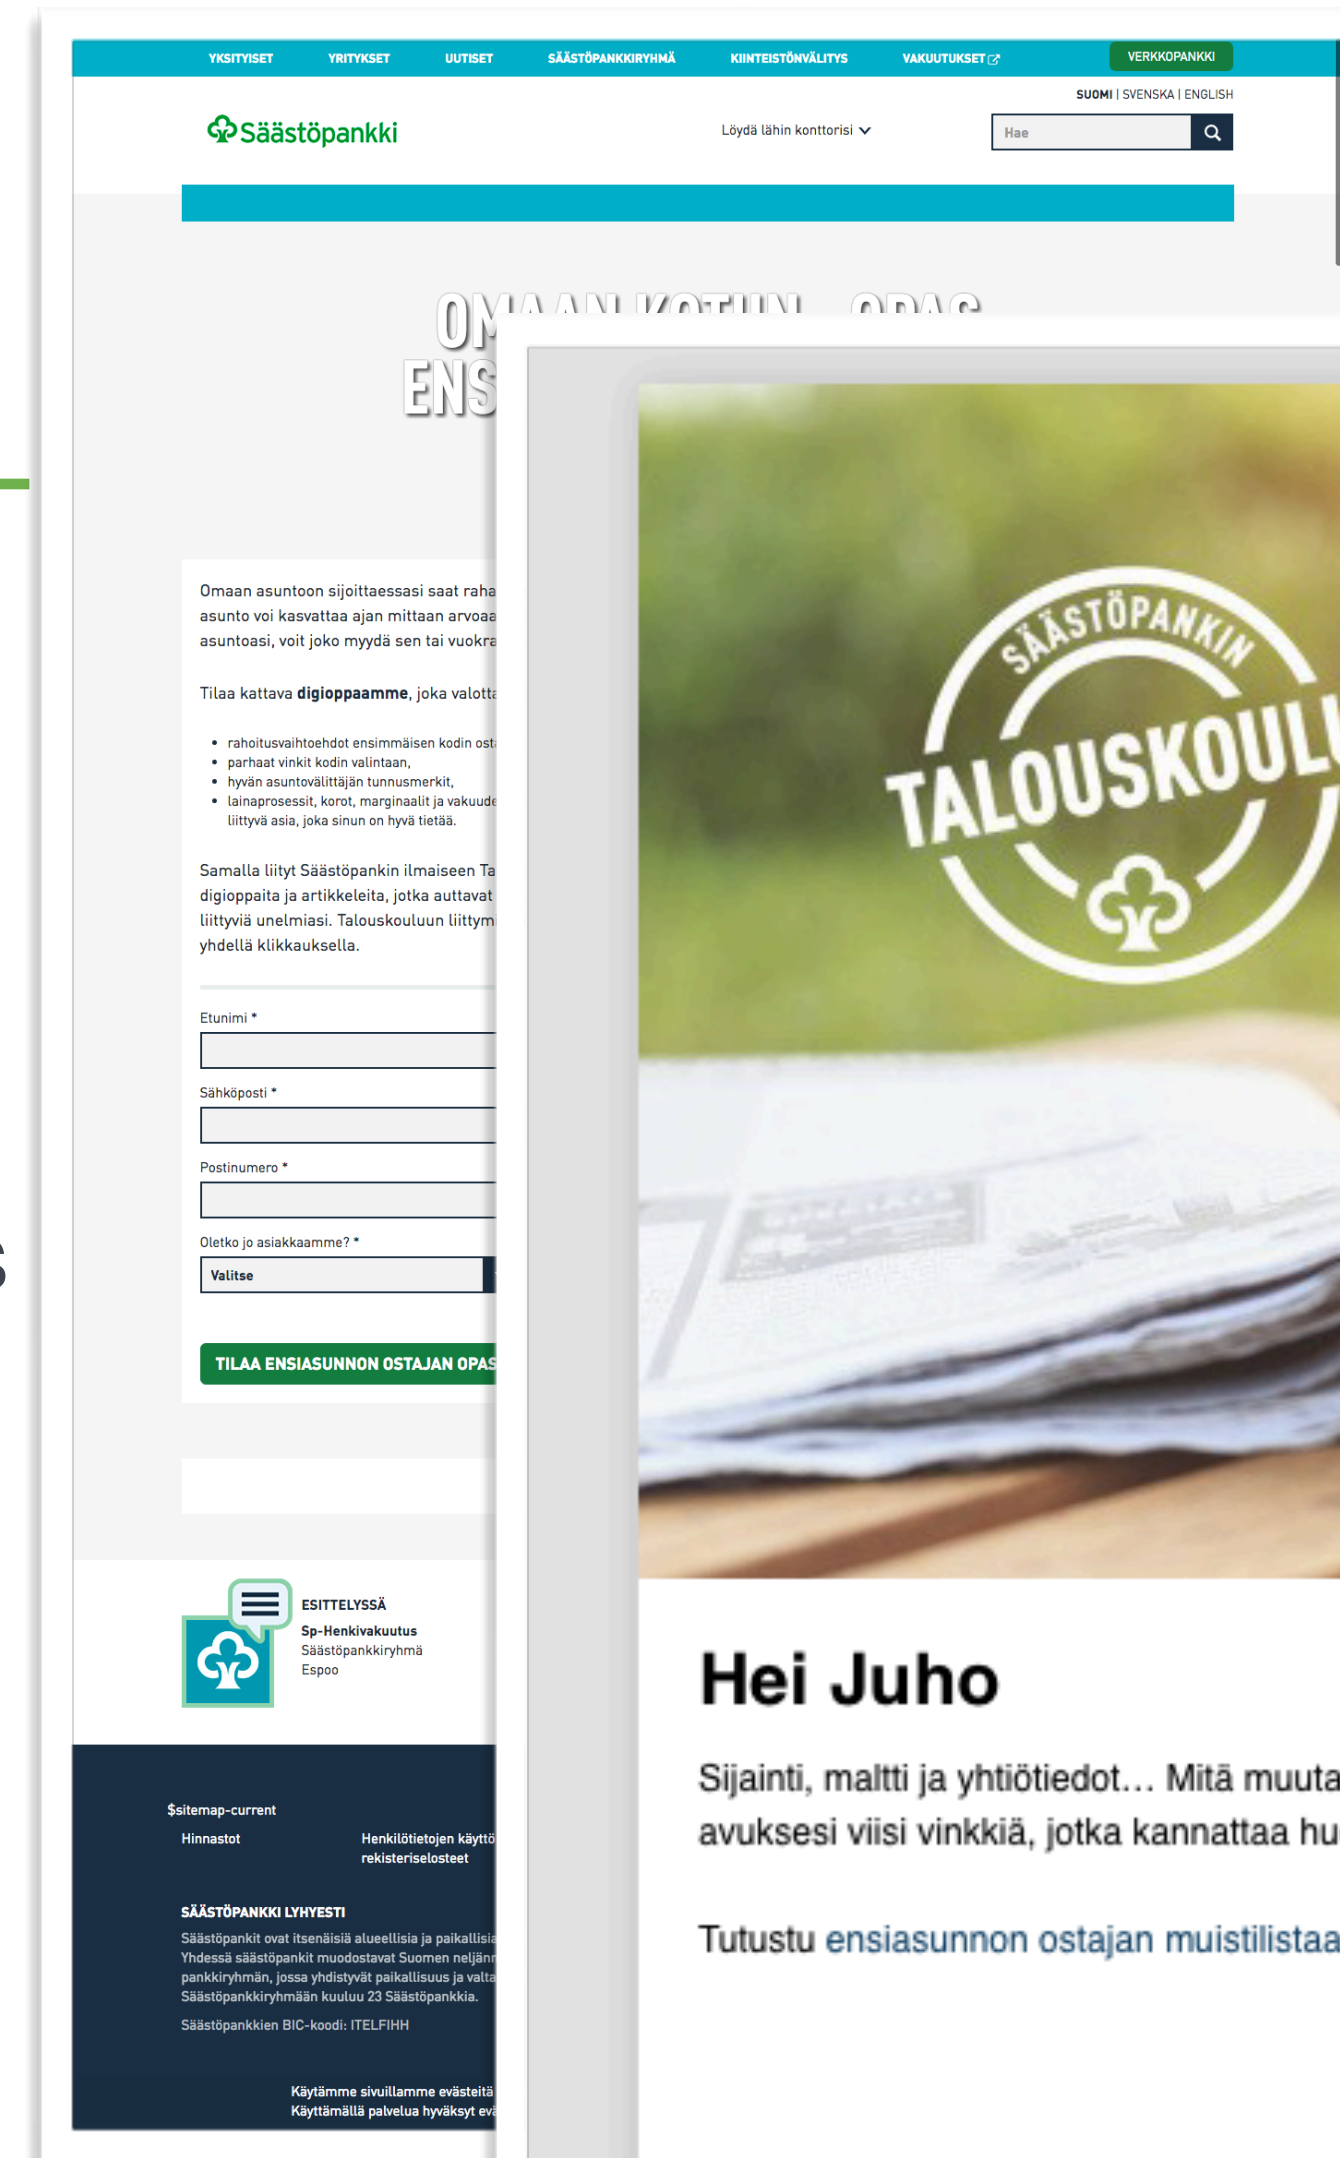 YKSITYISET YRITYKSET UUTISET SÄÄSTÖPANKKIRYHMÄ KIINTEISTÖNVÄLITYS VAKUUTUKSET VERKKOPANKKI
SUOMI | SVENSKA | ENGLISH
Säästöpankki
Löydä lähin konttorisi
Hae
OMAAN KOTIIN OPAS
ENS
Omaan asuntoon sijoittaessasi saat raha
asunto voi kasvattaa ajan mittaan arvoaa
asuntoasi, voit joko myydä sen tai vuokra
Tilaa kattava digioppaamme, joka valotta
• rahoitusvaihtoehdot ensimmäisen kodin osta
• parhaat vinkit kodin valintaan,
• hyvän asuntovälittäjän tunnusmerkit,
• lainaprosessit, korot, marginaalit ja vakuude
liittyvä asia, joka sinun on hyvä tietää.
Samalla liityt Säästöpankin ilmaiseen Ta
digioppaita ja artikkeleita, jotka auttavat
liittyviä unelmiasi. Talouskouluun liittym
yhdellä klikkauksella.
Etunimi *
Sähköposti *
Postinumero *
Oletko jo asiakkaamme? *
Valitse
TILAA ENSIASUNNON OSTAJAN OPAS
ESITTELYSSÄ
Sp-Henkivakuutus
Säästöpankkiryhmä
Espoo
$sitemap-current
Hinnastot
Henkilötietojen käyttö
rekisteriselosteet
SÄÄSTÖPANKKI LYHYESTI
Säästöpankit ovat itsenäisiä alueellisia ja paikallisia
Yhdessä säästöpankit muodostavat Suomen neljänn
pankkiryhmän, jossa yhdistyvät paikallisuus ja valta
Säästöpankkiryhmään kuuluu 23 Säästöpankkia.
Säästöpankkien BIC-koodi: ITELFIHH
Käytämme sivuillamme evästeitä
Käyttämällä palvelua hyväksyt evä
s
SÄÄSTÖPANKIN
TALOUSKOULU
Hei Juho
Sijainti, maltti ja yhtiötiedot... Mitä muuta
avuksesi viisi vinkkiä, jotka kannattaa hu
Tutustu ensiasunnon ostajan muistilistaa